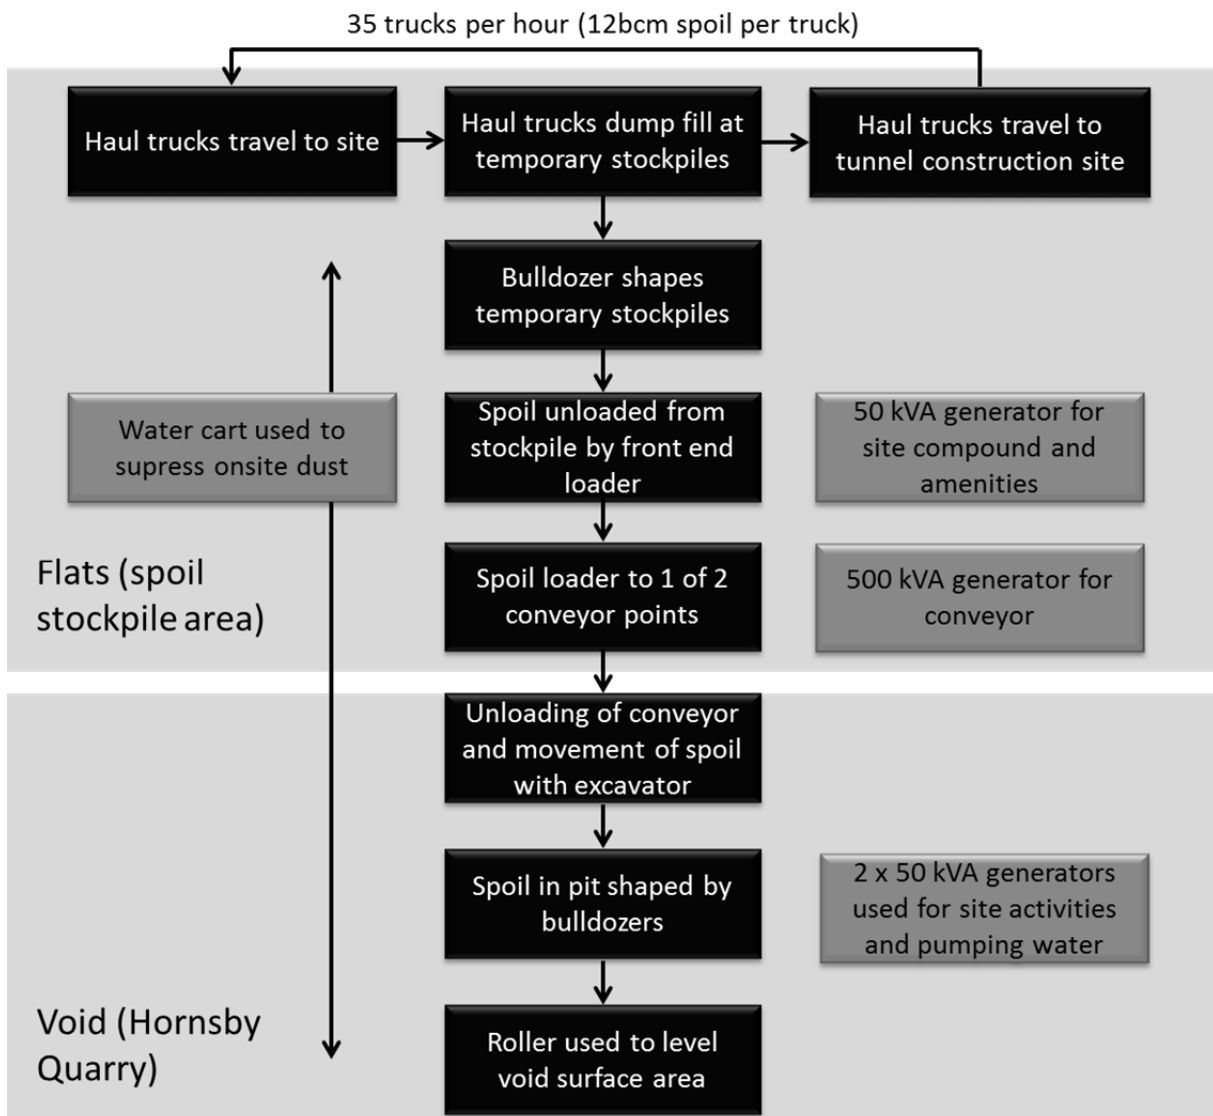 35 trucks per hour (12bcm spoil per truck)
Haul trucks travel to site
Haul trucks dump fill at
temporary stockpiles
Haul trucks travel to
tunnel construction site
Bulldozer shapes
temporary stockpiles
Water cart used to
supress onsite dust
Spoil unloaded from
stockpile by front end
loader
50 kVA generator for
site compound and
amenities
Flats (spoil
stockpile area)
Spoil loader to 1 of 2
conveyor points
500 kVA generator for
conveyor
Unloading of conveyor
and movement of spoil
with excavator
Spoil in pit shaped by
bulldozers
2 x 50 kVA generators
used for site activities
and pumping water
Void (Hornsby
Quarry)
Roller used to level
void surface area